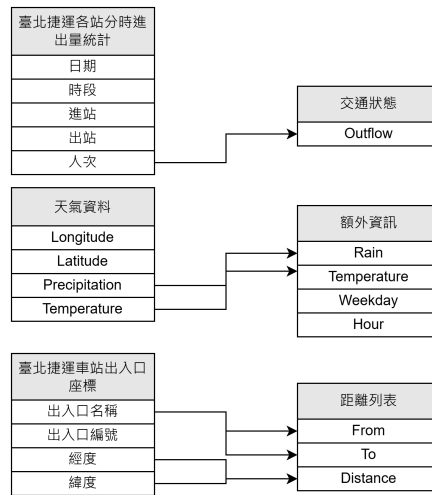 臺北捷運各站分時進
出量統計
日期
時段
進站
出站
人次
交通狀態
Outflow
天氣資料
Longitude
Latitude
Precipitation
Temperature
額外資訊
Rain
Temperature
Weekday
Hour
臺北捷運車站出入口
座標
出入口名稱
出入口編號
經度
緯度
距離列表
From
To
Distance